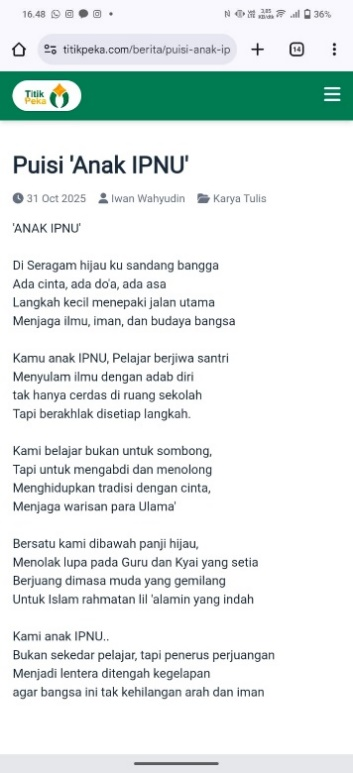 16.48
36%
titikpeka.com/berita/puisi-anak-ip
14
Titik
Peka
Puisi 'Anak IPNU'
31 Oct 2025 Iwan Wahyudin Karya Tulis
'ANAK IPNU'
Di Seragam hijau ku sandang bangga
Ada cinta, ada do'a, ada asa
Langkah kecil menepaki jalan utama
Menjaga ilmu, iman, dan budaya bangsa
Kamu anak IPNU, Pelajar berjiwa santri
Menyulam ilmu dengan adab diri
tak hanya cerdas di ruang sekolah
Tapi berakhlak disetiap langkah.
Kami belajar bukan untuk sombong,
Tapi untuk mengabdi dan menolong
Menghidupkan tradisi dengan cinta,
Menjaga warisan para Ulama'
Bersatu kami dibawah panji hijau,
Menolak lupa pada Guru dan Kyai yang setia
Berjuang dimasa muda yang gemilang
Untuk Islam rahmatan lil 'alamin yang indah
Kami anak IPNU..
Bukan sekedar pelajar, tapi penerus perjuangan
Menjadi lentera ditengah kegelapan
agar bangsa ini tak kehilangan arah dan iman